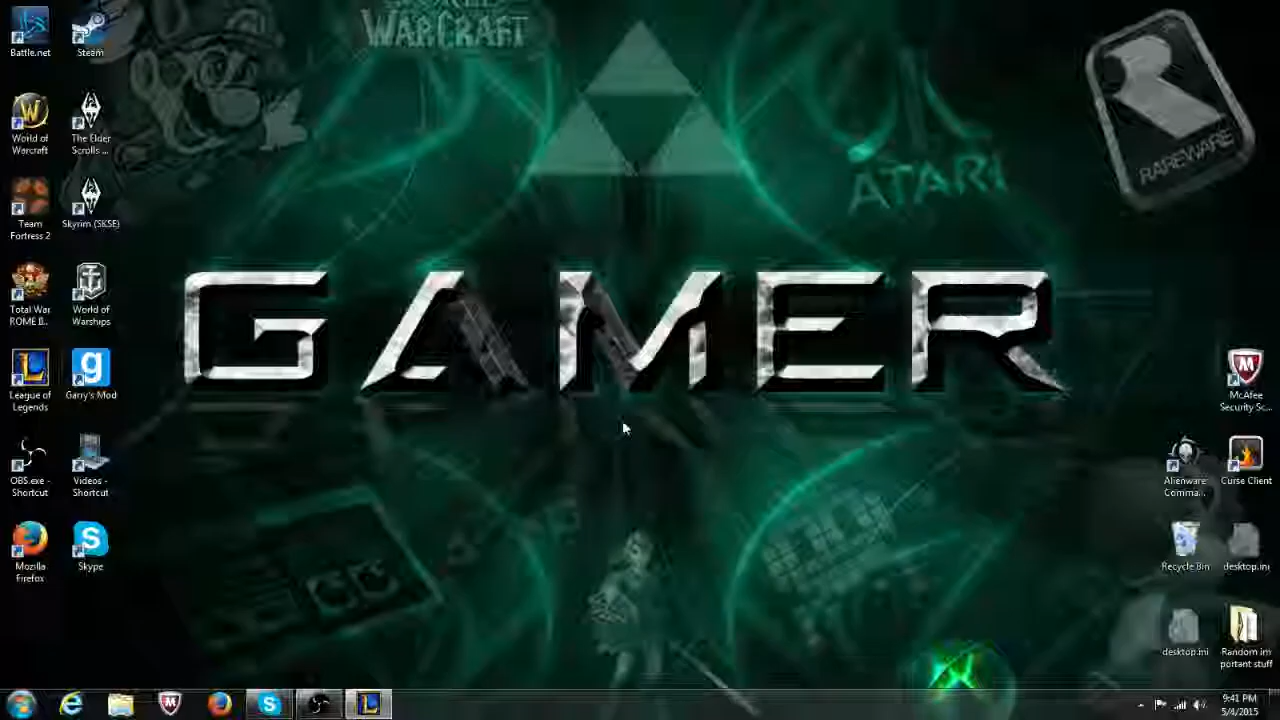 WARCRAFT
ATARI
RAREWARE
GAMER
Battle.net
Steam
World of
Warcraft
The Elder
Scrolls ...
Team
Fortress 2
Skyrim (SKSE)
Total War
ROME B...
World of
Warships
League of
Legends
Garry's Mod
OBS.exe -
Shortcut
Videos -
Shortcut
Mozilla
Firefox
Skype
McAfee
Security Sc...
Alienware
Comma...
Curse Client
Recycle Bin
desktop.ini
desktop.ini
Random im
portant stuff
9:41 PM
5/4/2015